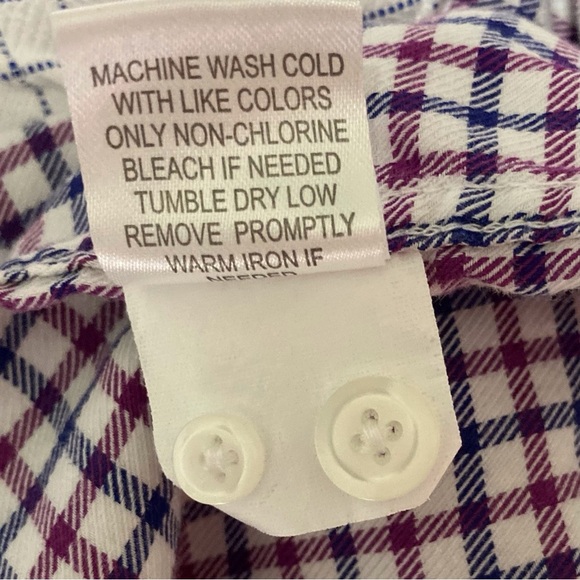 MACHINE WASH COLD
WITH LIKE COLORS
ONLY NON-CHLORINE
BLEACH IF NEEDED
TUMBLE DRY LOW
REMOVE PROMPTLY
WARM IRON IF
NEEDED